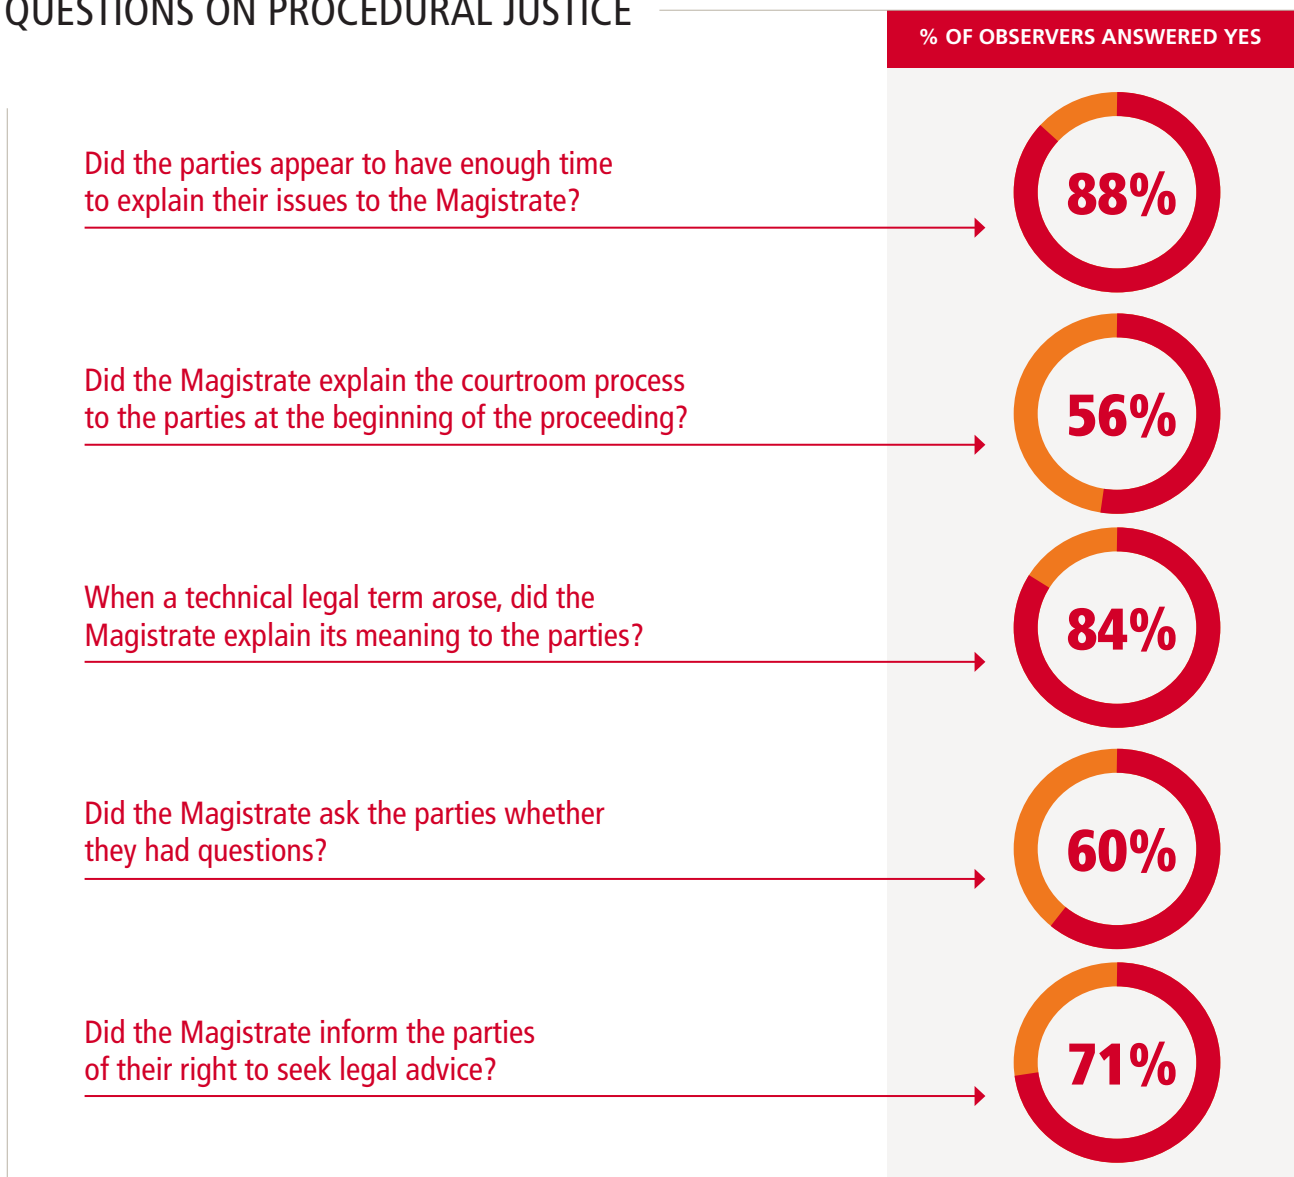 QUESTIONS ON PROCEDURAL JUSTICE
% OF OBSERVERS ANSWERED YES
Did the parties appear to have enough time
to explain their issues to the Magistrate?
88%
Did the Magistrate explain the courtroom process
to the parties at the beginning of the proceeding?
56%
When a technical legal term arose, did the
Magistrate explain its meaning to the parties?
84%
Did the Magistrate ask the parties whether
they had questions?
60%
Did the Magistrate inform the parties
of their right to seek legal advice?
71%